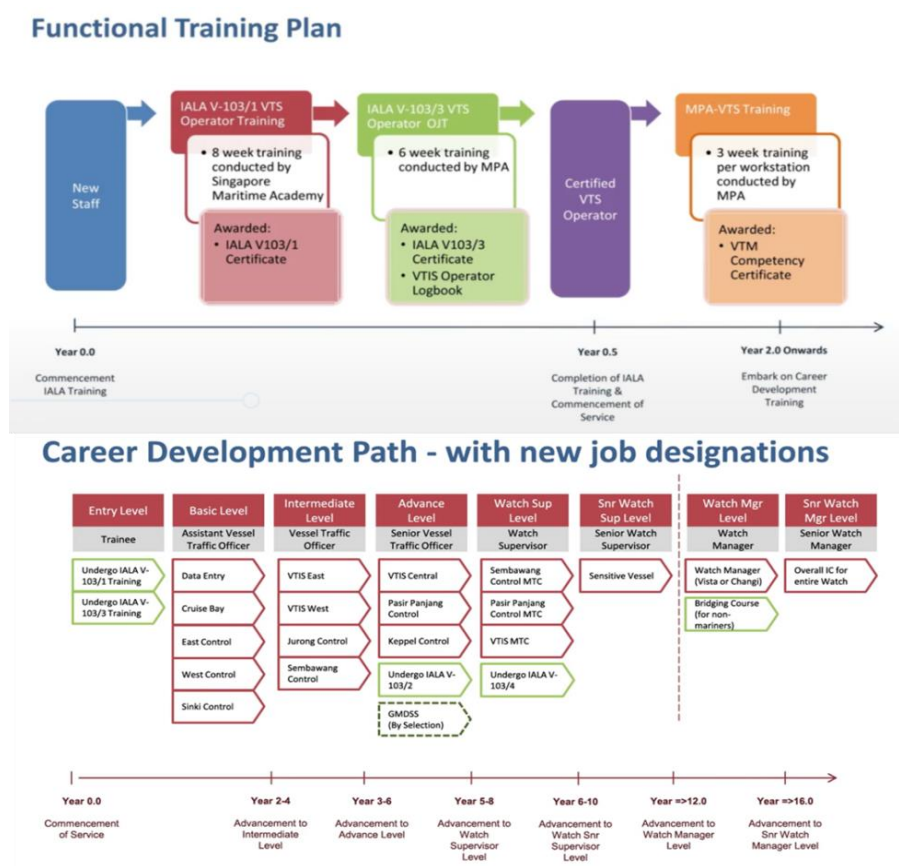 Functional Training Plan
New
Staff
IALA V-103/1 VTS
Operator Training
• 8 week training
conducted by
Singapore
Maritime Academy
Awarded:
• IALA V103/1
Certificate
IALA V-103/3 VTS
Operator OJT
• 6 week training
conducted by MPA
Awarded:
• IALA V103/3
Certificate
• VTIS Operator
Logbook
Certified
VTS
Operator
MPA-VTS Training
• 3 week training
per workstation
conducted by
MPA
Awarded:
• VTM
Competency
Certificate
Year 0.0
Commencement
IALA Training
Year 0.5
Completion of IALA
Training &
Commencement of
Service
Year 2.0 Onwards
Embark on Career
Development
Training
Career Development Path - with new job designations
Entry Level
Trainee
Undergo IALA V-
103/1 Training
Undergo IALA V-
103/3 Training
Basic Level
Assistant Vessel
Traffic Officer
Data Entry
Cruise Bay
East Control
West Control
Sinki Control
Intermediate
Level
Vessel Traffic
Officer
VTIS East
VTIS West
Jurong Control
Sembawang
Control
Advance
Level
Senior Vessel
Traffic Officer
VTIS Central
Pasir Panjang
Control
Keppel Control
Undergo IALA V-
103/2
GMDSS
(By Selection)
Watch Sup
Level
Watch
Supervisor
Sembawang
Control MTC
Pasir Panjang
Control MTC
VTIS MTC
Undergo IALA V-
103/4
Snr Watch
Sup Level
Senior Watch
Supervisor
Sensitive Vessel
Watch Mgr
Level
Watch
Manager
Watch Manager
(Vista or Changi)
Bridging Course
(for non-
mariners)
Snr Watch
Mgr Level
Senior Watch
Manager
Overall IC for
entire Watch
Year 0.0
Commencement
of Service
Year 2-4
Advancement to
Intermediate
Level
Year 3-6
Advancement to
Advance Level
Year 5-8
Advancement to
Watch
Supervisor
Level
Year 6-10
Advancement to
Watch Snr
Supervisor
Level
Year =>12.0
Advancement to
Watch Manager
Level
Year =>16.0
Advancement to
Snr Watch
Manager Level